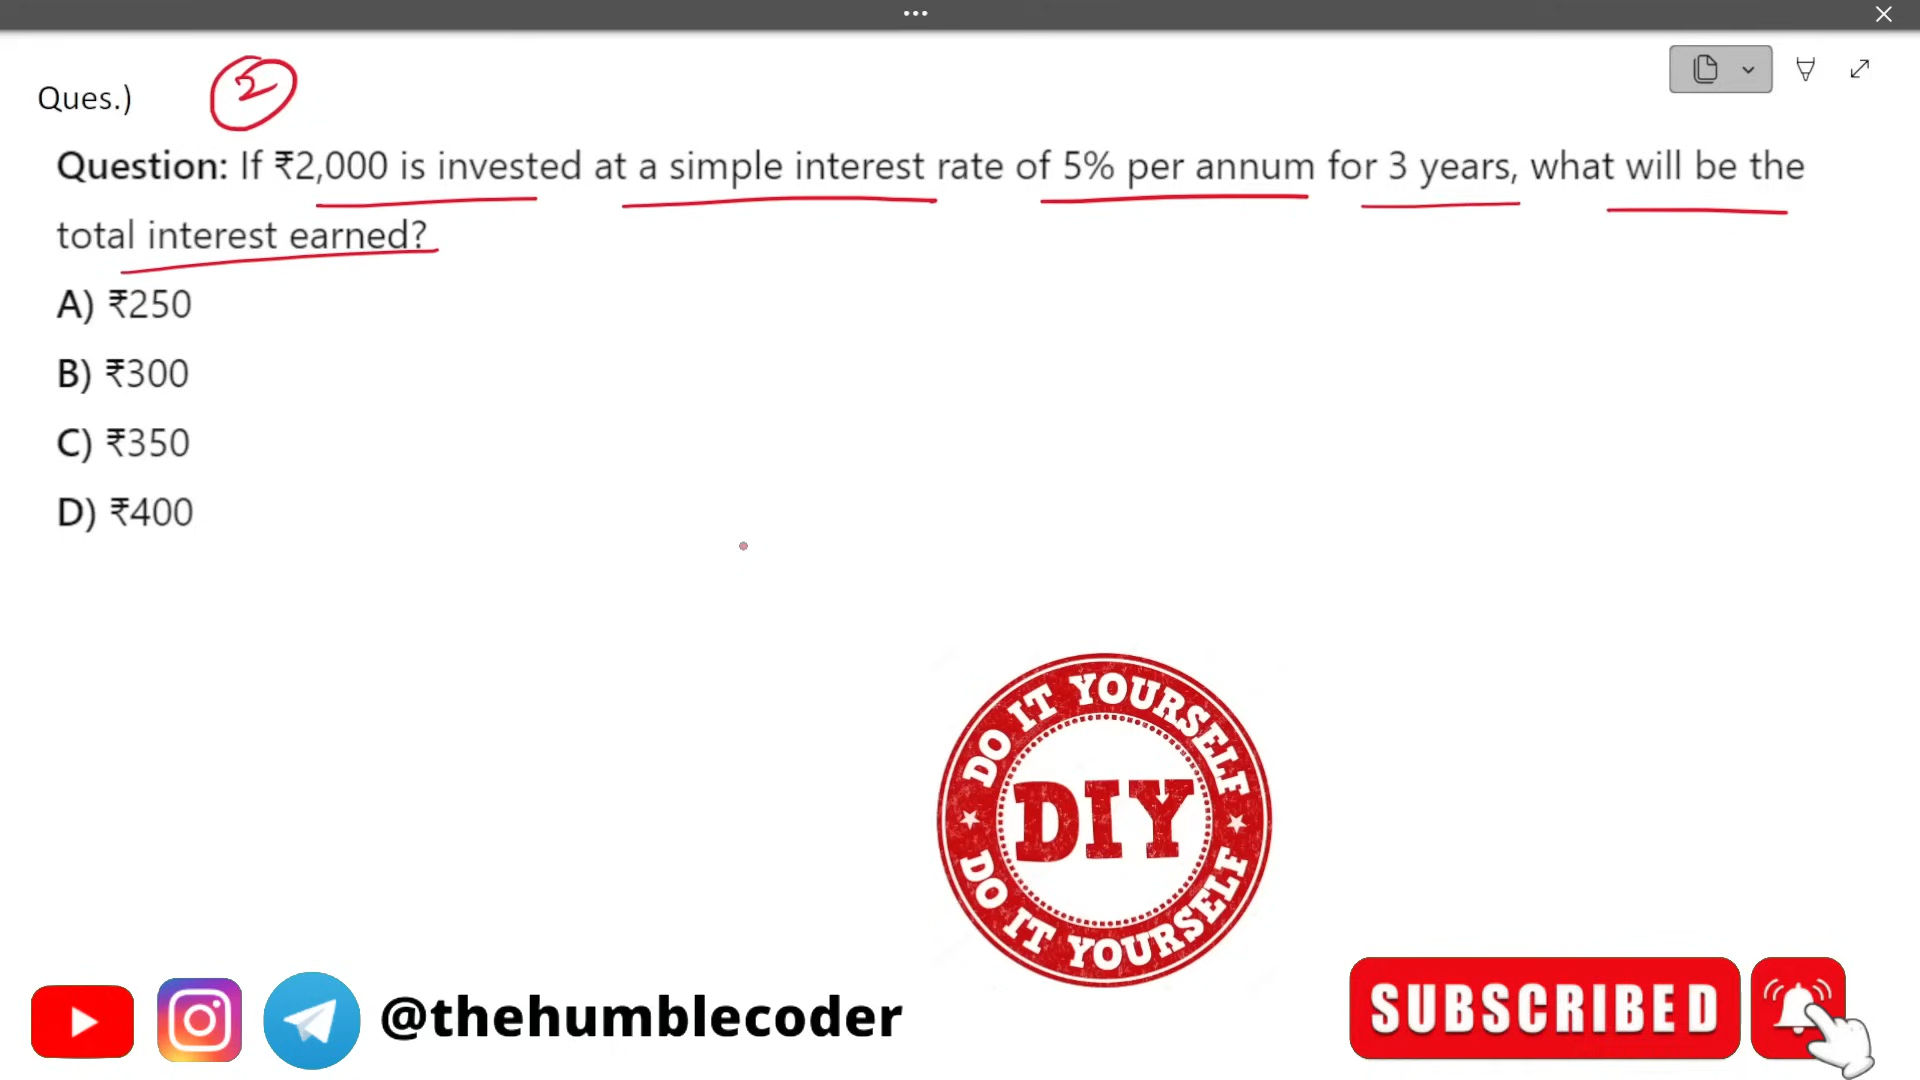 Ques.)
2
Question: If ₹2,000 is invested at a simple interest rate of 5% per annum for 3 years, what will be the
total interest earned?
A) ₹250
B) ₹300
C) ₹350
D) ₹400
DO IT YOURSELF
DIY
DO IT YOURSELF
@thehumblecoder
SUBSCRIBED